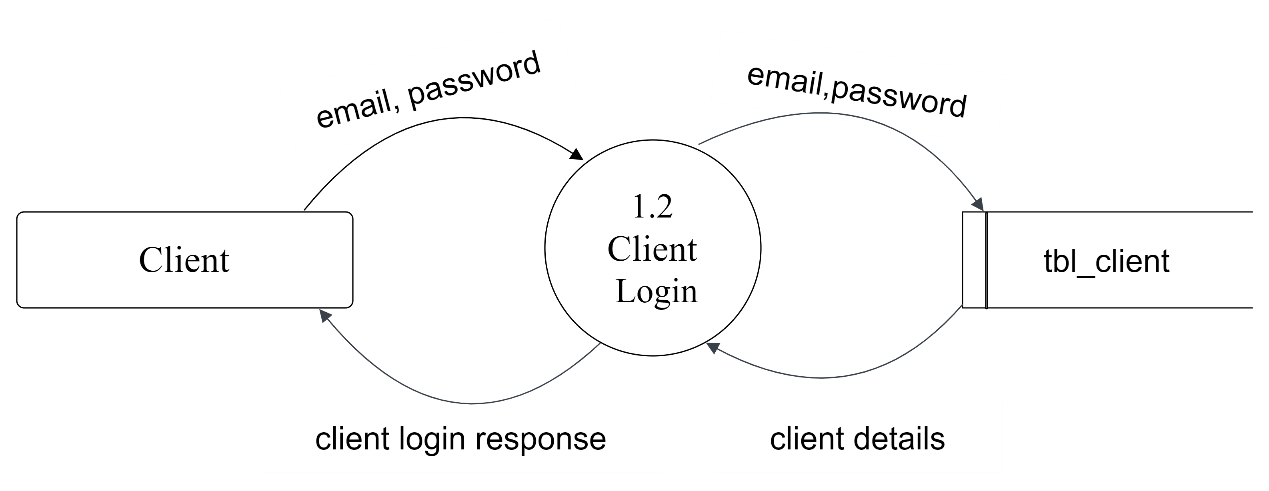 email, password
email,password
Client
1.2
Client
Login
tbl_client
client login response
client details